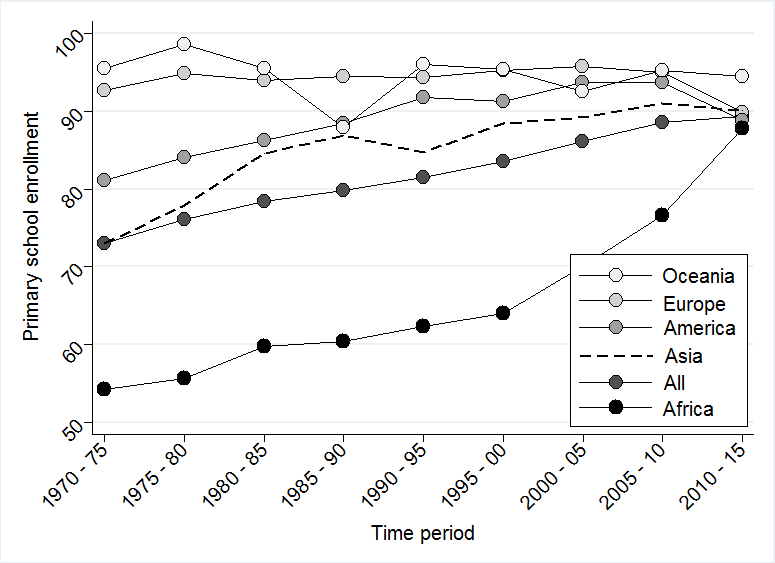 100
90
80
70
60
50
Primary school enrollment
Oceania
Europe
America
Asia
All
Africa
1970 - 75
1975 - 80
1980 - 85
1985 - 90
1990 - 95
1995 - 00
2000 - 05
2005 - 10
2010 - 15
Time period